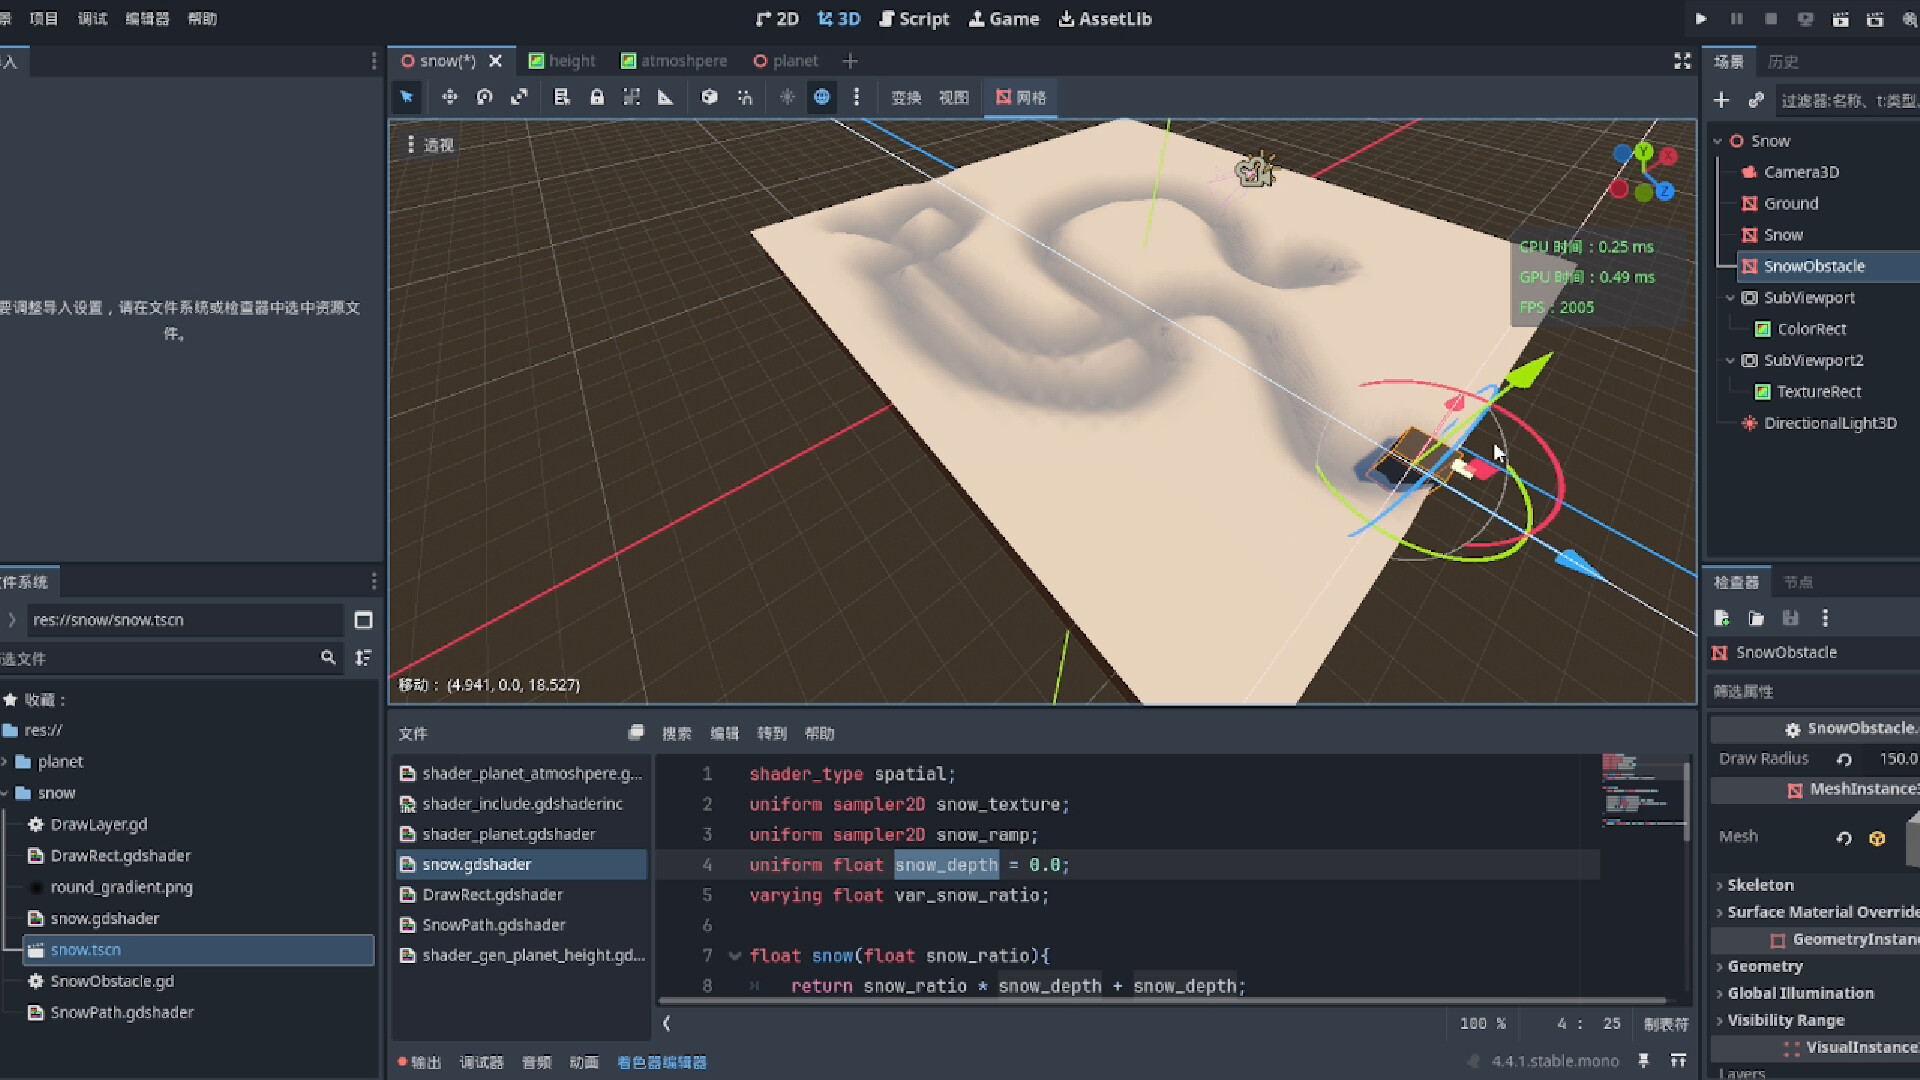 景 项目 调试 编辑器 帮助
2D 3D Script Game AssetLib
导入
snow(*) height atmoshpere planet
变换 视图 网格
透视
CPU 时间：0.25 ms
GPU 时间：0.49 ms
FPS：2005
移动： (4.941, 0.0, 18.527)
要调整导入设置，请在文件系统或检查器中选中资源文件。
文件系统
res://snow/snow.tscn
筛选文件
收藏：
res://
planet
snow
DrawLayer.gd
DrawRect.gdshader
round_gradient.png
snow.gdshader
snow.tscn
SnowObstacle.gd
SnowPath.gdshader
文件 搜索 编辑 转到 帮助
shader_planet_atmoshpere.g...
shader_include.gdshaderinc
shader_planet.gdshader
snow.gdshader
DrawRect.gdshader
SnowPath.gdshader
shader_gen_planet_height.gd...
1 shader_type spatial;
2 uniform sampler2D snow_texture;
3 uniform sampler2D snow_ramp;
4 uniform float snow_depth = 0.0;
5 varying float var_snow_ratio;
6
7 float snow(float snow_ratio){
8 return snow_ratio * snow_depth + snow_depth;
100 % 4 : 25 制表符
输出 调试器 音频 动画 着色器编辑器
4.4.1.stable.mono
场景 历史
过滤器:名称、t:类型、
Snow
Camera3D
Ground
Snow
SnowObstacle
SubViewport
ColorRect
SubViewport2
TextureRect
DirectionalLight3D
检查器 节点
SnowObstacle
筛选属性
SnowObstacle.
Draw Radius 150.0
MeshInstance3
Mesh
Skeleton
Surface Material Override
GeometryInstan
Geometry
Global Illumination
Visibility Range
VisualInstance
Layers